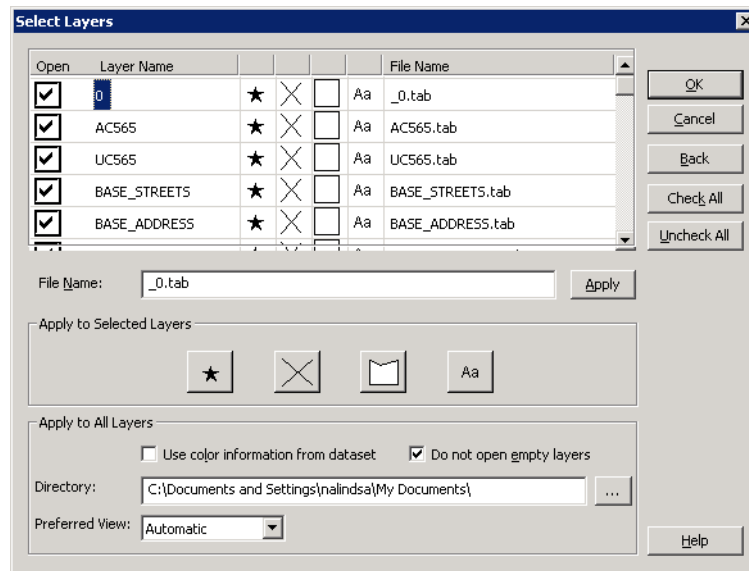 Select Layers
Open Layer Name File Name
0 Aa _0.tab
AC565 Aa AC565.tab
UC565 Aa UC565.tab
BASE_STREETS Aa BASE_STREETS.tab
BASE_ADDRESS Aa BASE_ADDRESS.tab
OK
Cancel
Back
Check All
Uncheck All
File Name: _0.tab Apply
Apply to Selected Layers
Aa
Apply to All Layers
Use color information from dataset Do not open empty layers
Directory: C:\Documents and Settings\nalindsa\My Documents\ ...
Preferred View: Automatic
Help